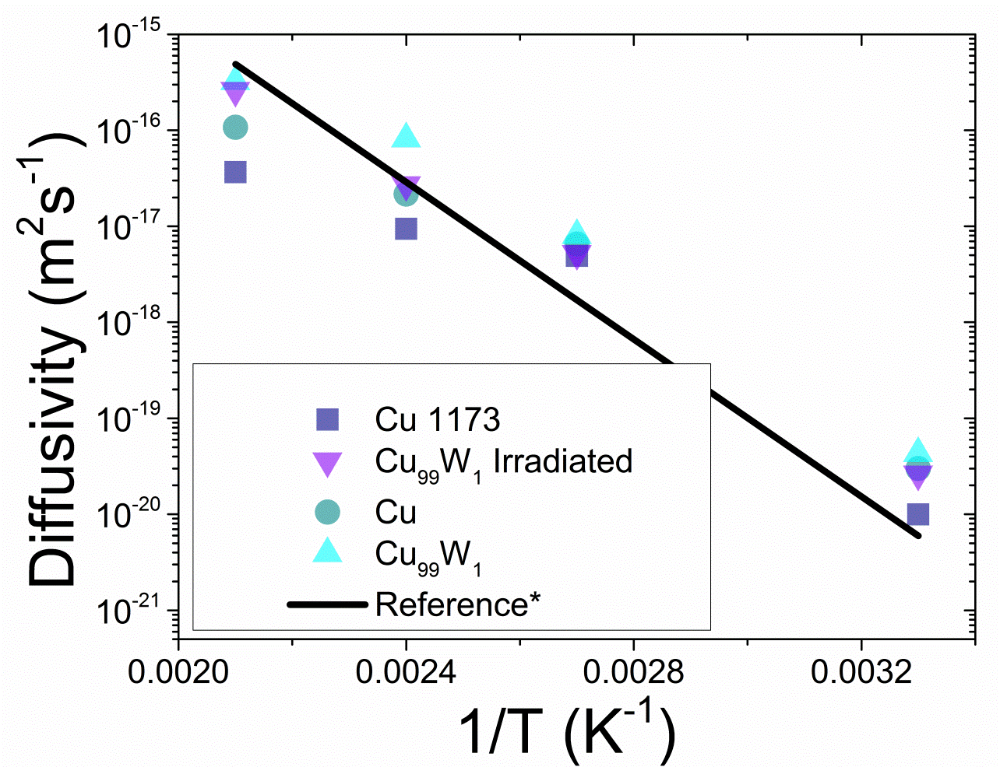 10⁻¹⁵
10⁻¹⁶
10⁻¹⁷
10⁻¹⁸
10⁻¹⁹
10⁻²⁰
10⁻²¹
Diffusivity (m²s⁻¹)
Cu 1173
Cu₉₉W₁ Irradiated
Cu
Cu₉₉W₁
Reference*
0.0020 0.0024 0.0028 0.0032
1/T (K⁻¹)